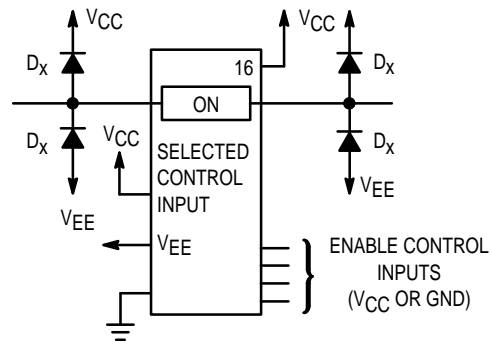 VCC
VCC
16
DX
DX
ON
DX
DX
VCC
SELECTED
CONTROL
INPUT
VEE
VEE
VEE
ENABLE CONTROL
INPUTS
(VCC OR GND)